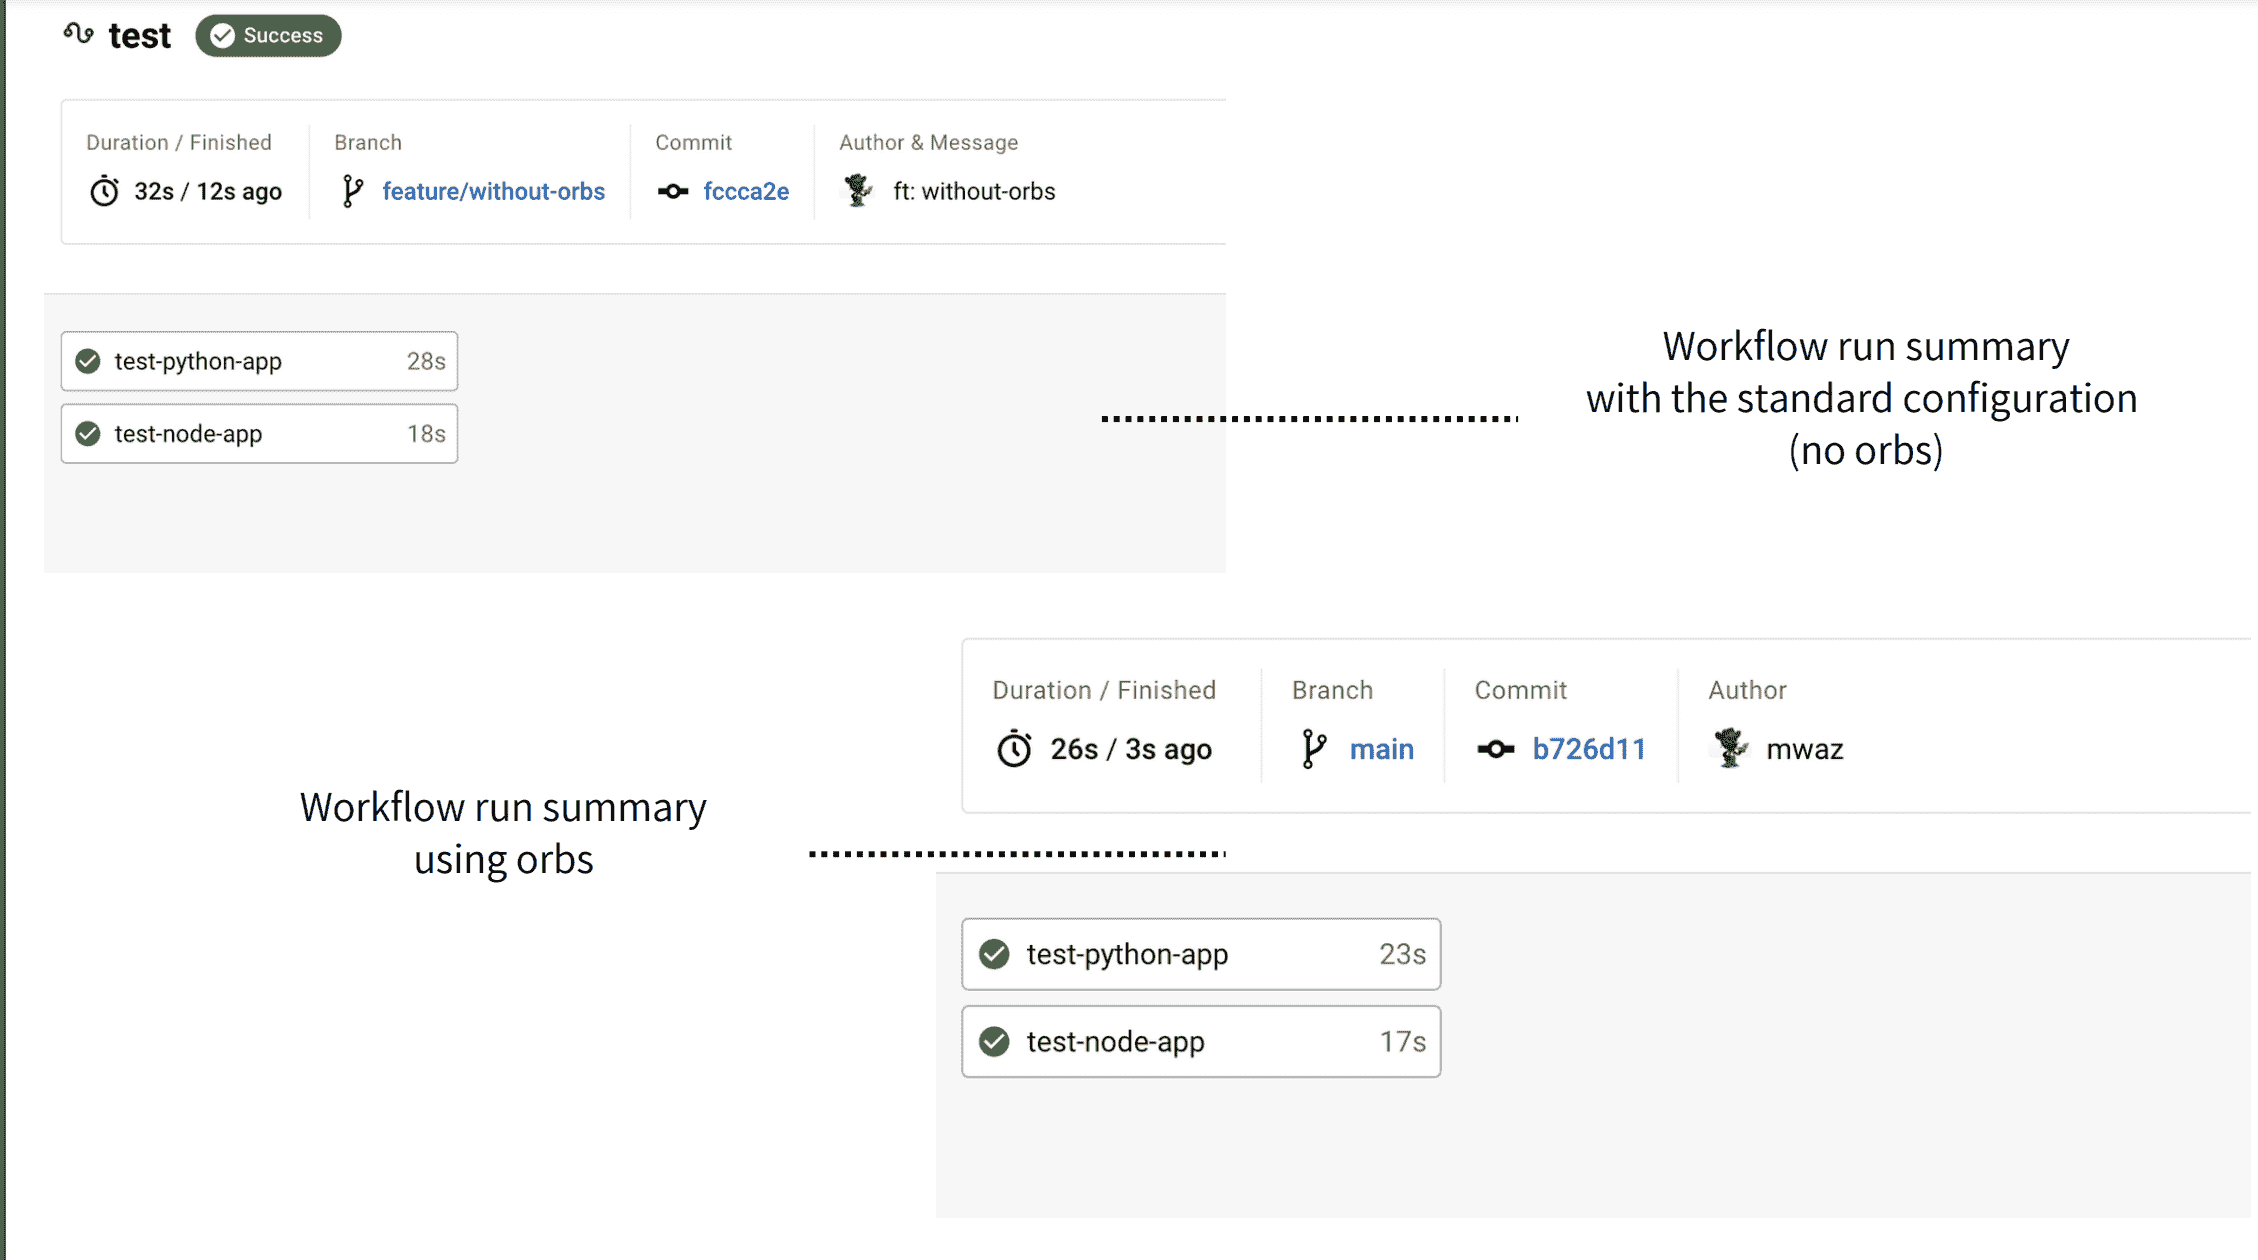 test Success
Duration / Finished Branch Commit Author & Message
32s / 12s ago feature/without-orbs fccca2e ft: without-orbs
test-python-app 28s
test-node-app 18s
Workflow run summary
with the standard configuration
(no orbs)
Duration / Finished Branch Commit Author
26s / 3s ago main b726d11 mwaz
Workflow run summary
using orbs
test-python-app 23s
test-node-app 17s